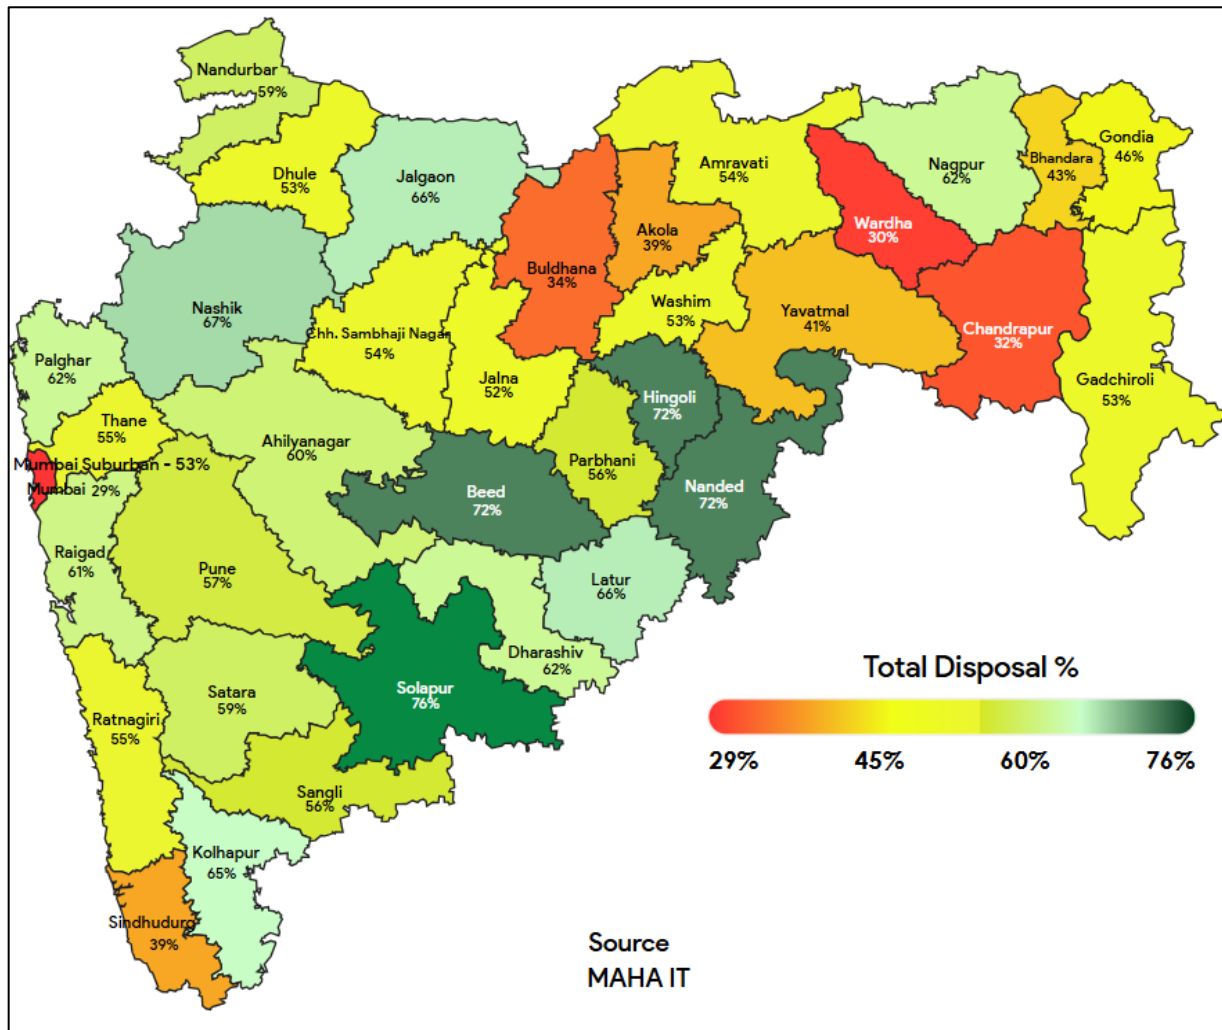 Nandurbar
59%
Dhule
53%
Jalgaon
66%
Amravati
54%
Nagpur
62%
Bhandara
43%
Gondia
46%
Wardha
30%
Akola
39%
Buldhana
34%
Nashik
67%
Chh. Sambhaji Nagar
54%
Washim
53%
Yavatmal
41%
Chandrapur
32%
Gadchiroli
53%
Palghar
62%
Jalna
52%
Hingoli
72%
Thane
55%
Ahilyanagar
60%
Parbhani
56%
Mumbai Suburban - 53%
Mumbai 29%
Beed
72%
Nanded
72%
Raigad
61%
Pune
57%
Latur
66%
Dharashiv
62%
Satara
59%
Solapur
76%
Ratnagiri
55%
Sangli
56%
Kolhapur
65%
Sindhudurg
39%
Total Disposal %
29% 45% 60% 76%
Source
MAHA IT